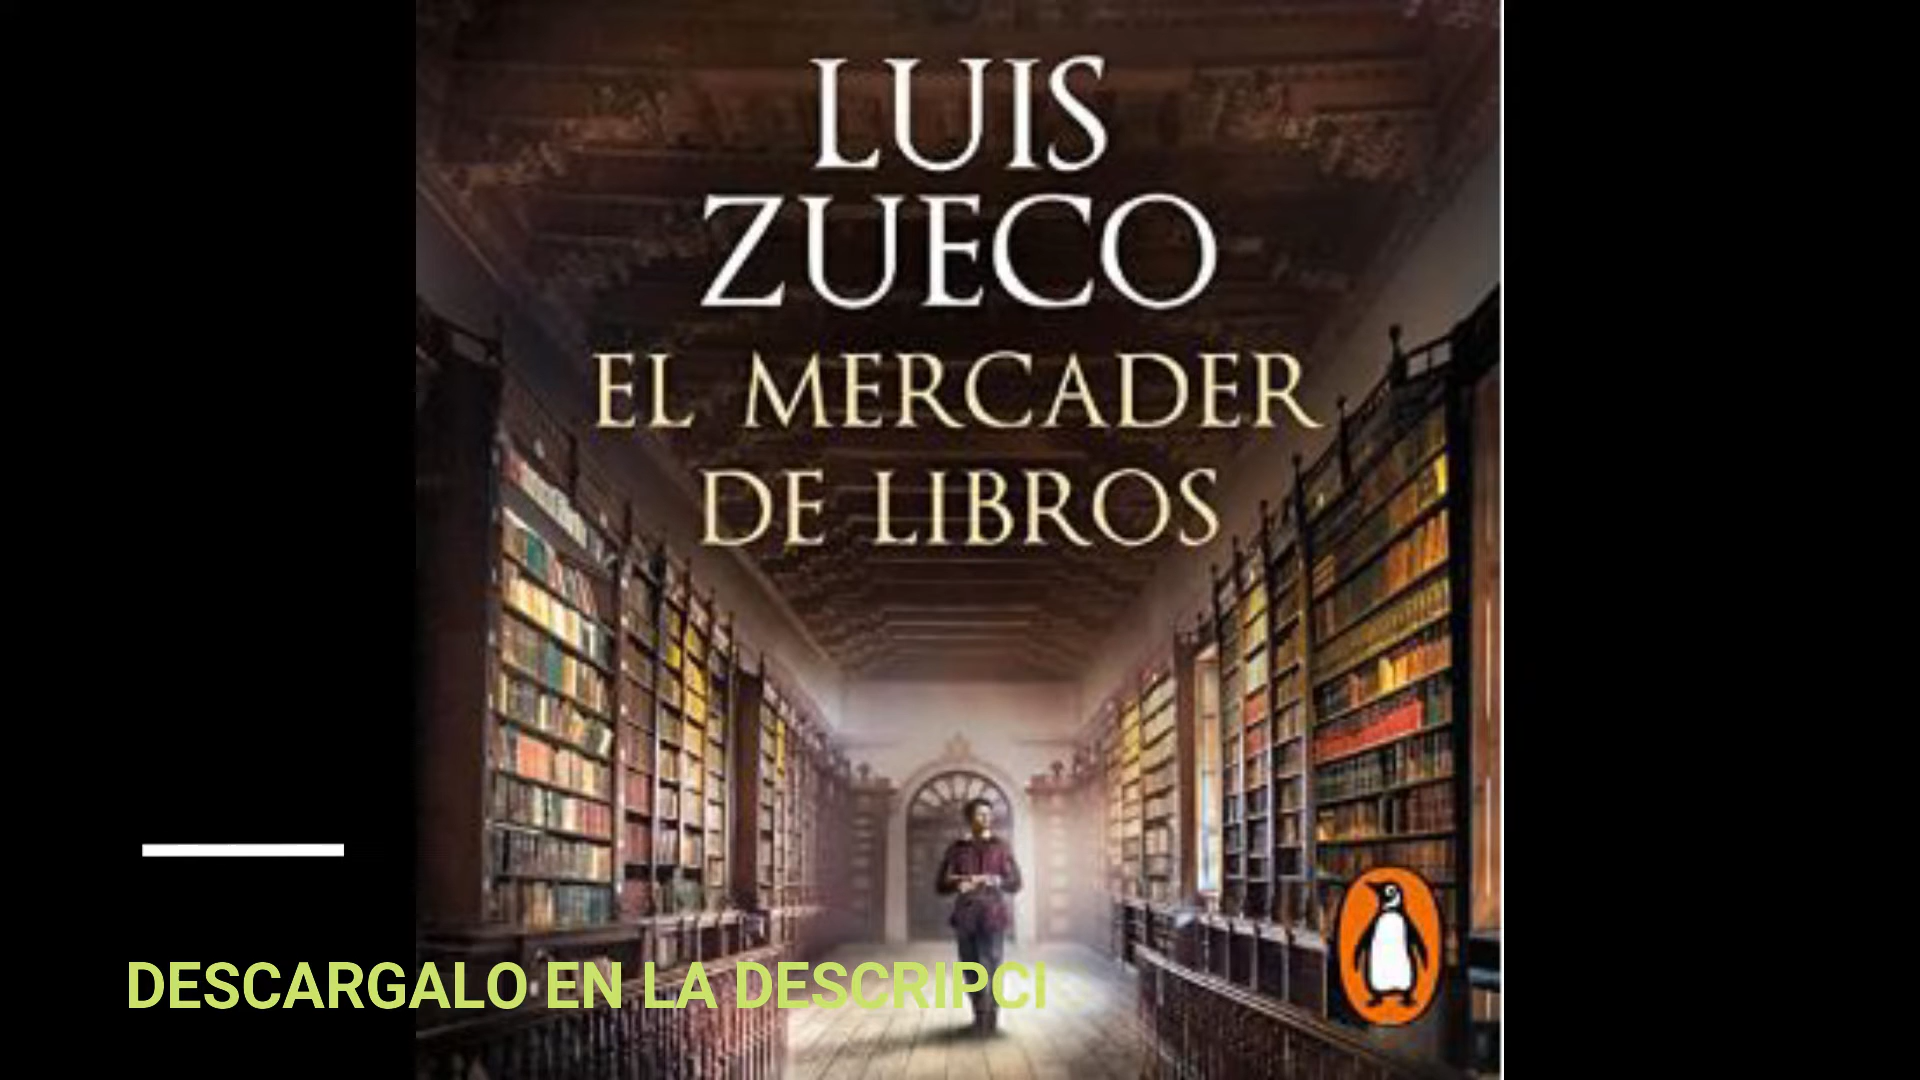 LUIS
ZUECO
EL MERCADER
DE LIBROS
DESCARGALO EN LA DESCRIPCI